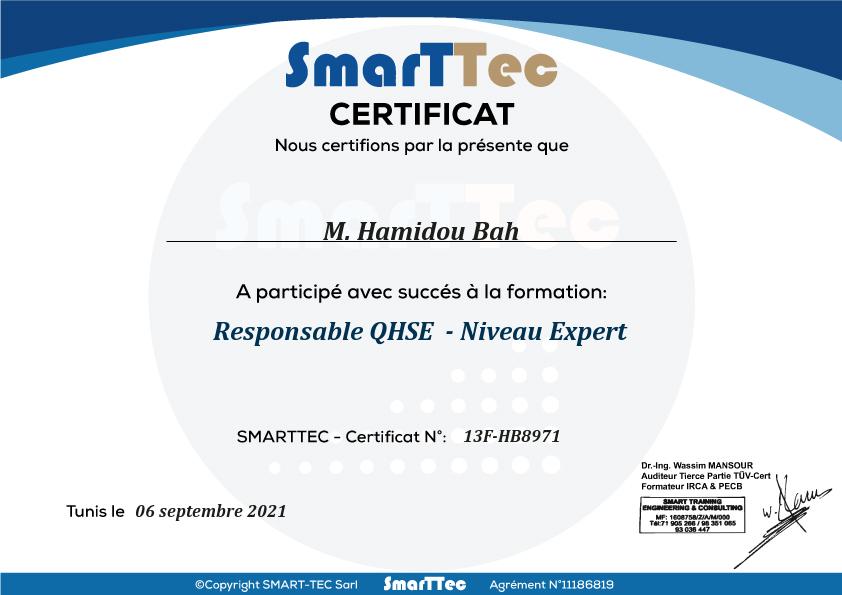 SmarTTec
CERTIFICAT
Nous certifions par la présente que
SmarTTec
M. Hamidou Bah
A participé avec succés à la formation:
Responsable QHSE - Niveau Expert
SMARTTEC - Certificat N°: 13F-HB8971
Dr.-Ing. Wassim MANSOUR
Auditeur Tierce Partie TÜV-Cert
Formateur IRCA & PECB
SMART TRAINING
ENGINEERING & CONSULTING
MF: 1608758/Z/A/M/000
Tél:71 905 266 / 98 351 065
93 036 447
Tunis le 06 septembre 2021
©Copyright SMART-TEC Sarl SmarTTec Agrément N°11186819